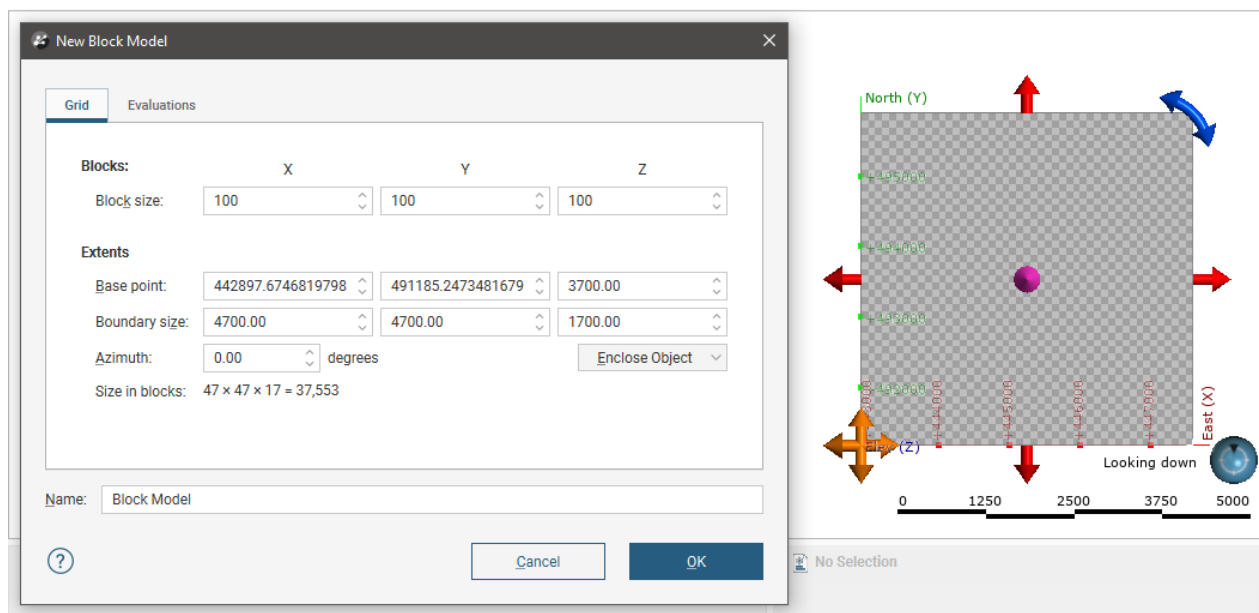 New Block Model
Grid Evaluations
Blocks: X Y Z
Block size: 100 100 100
Extents
Base point: 442897.6746819798 491185.2473481679 3700.00
Boundary size: 4700.00 4700.00 1700.00
Azimuth: 0.00 degrees Enclose Object
Size in blocks: 47 × 47 × 17 = 37,553
Name: Block Model
? Cancel OK
North (Y)
+495000
+494000
+493000
+492000
+444000
+445000
+446000
+447000
East (X)
(Z)
Looking down
0 1250 2500 3750 5000
No Selection